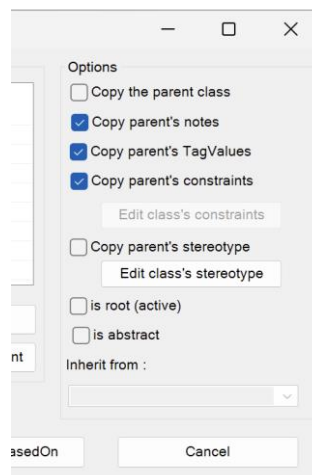 Options
Copy the parent class
Copy parent's notes
Copy parent's TagValues
Copy parent's constraints
Edit class's constraints
Copy parent's stereotype
Edit class's stereotype
is root (active)
is abstract
nt
Inherit from :
asedOn
Cancel